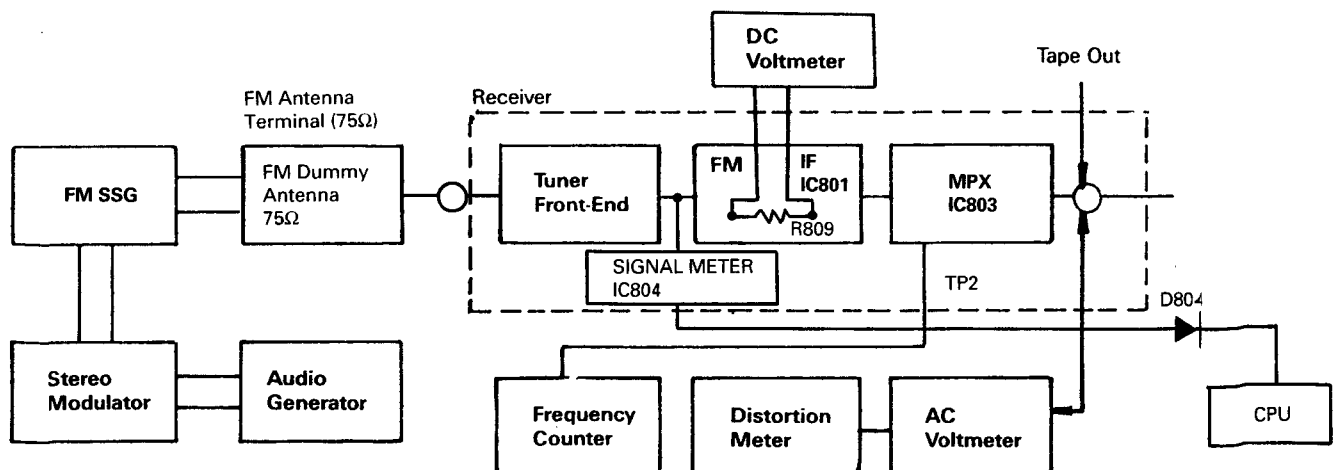 DC
Voltmeter
Tape Out
FM Antenna
Terminal (75Ω)
Receiver
FM SSG
FM Dummy
Antenna
75Ω
Tuner
Front-End
FM
IF
IC801
R809
MPX
IC803
SIGNAL METER
IC804
TP2
D804
Stereo
Modulator
Audio
Generator
Frequency
Counter
Distortion
Meter
AC
Voltmeter
CPU